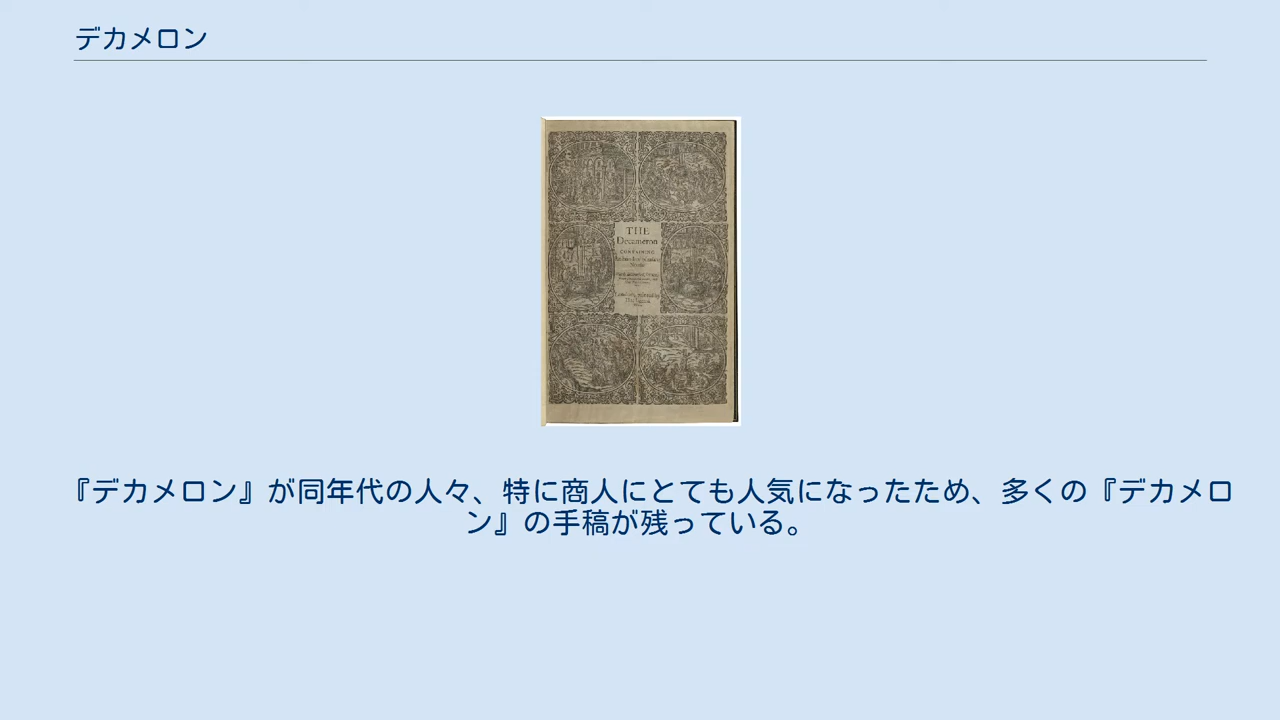 デカメロン
THE
Decameron
CONTAINING
『デカメロン』が同年代の人々、特に商人にとても人気になったため、多くの『デカメロ
ン』の手稿が残っている。